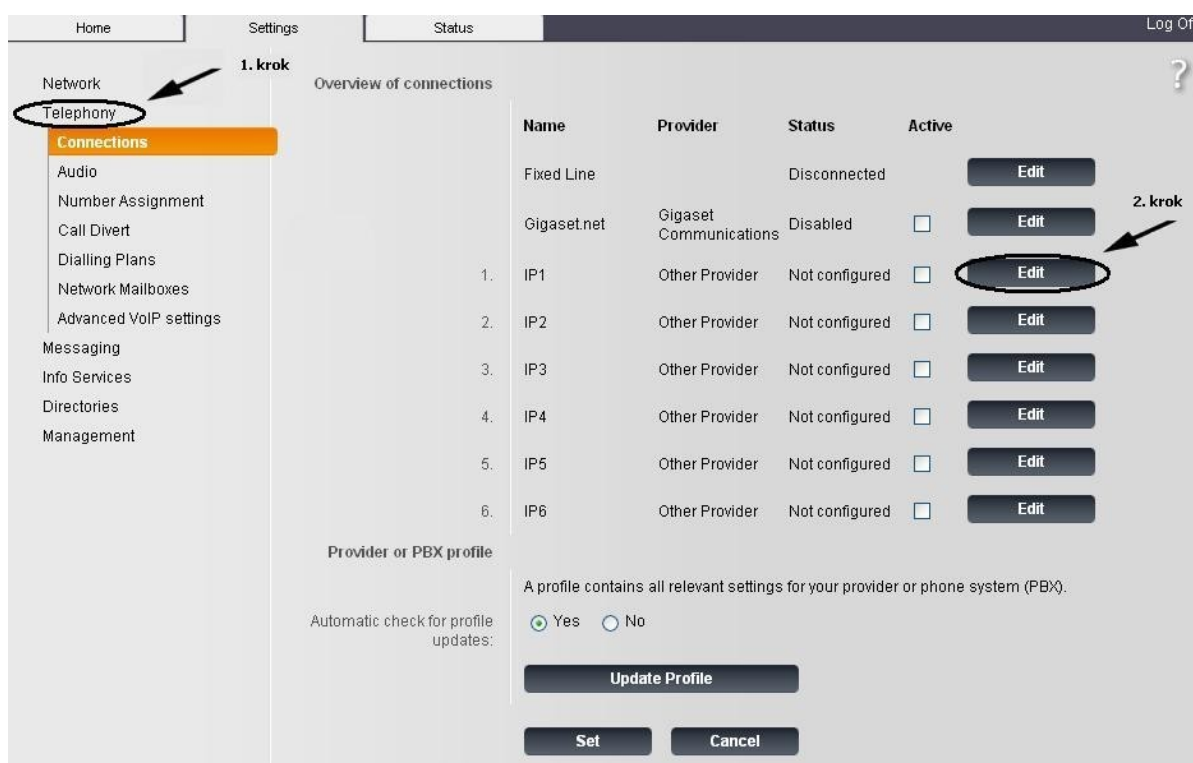 Home Settings Status Log Of
1. krok
Network
Overview of connections
Telephony
Name Provider Status Active
Connections
Audio
Fixed Line Disconnected Edit
Number Assignment
2. krok
Gigaset.net Gigaset Communications Disabled Edit
Call Divert
Dialling Plans
1. IP1 Other Provider Not configured Edit
Network Mailboxes
Advanced VoIP settings
2. IP2 Other Provider Not configured Edit
Messaging
3. IP3 Other Provider Not configured Edit
Info Services
Directories
4. IP4 Other Provider Not configured Edit
Management
5. IP5 Other Provider Not configured Edit
6. IP6 Other Provider Not configured Edit
Provider or PBX profile
A profile contains all relevant settings for your provider or phone system (PBX).
Automatic check for profile updates: Yes No
Update Profile
Set Cancel
?